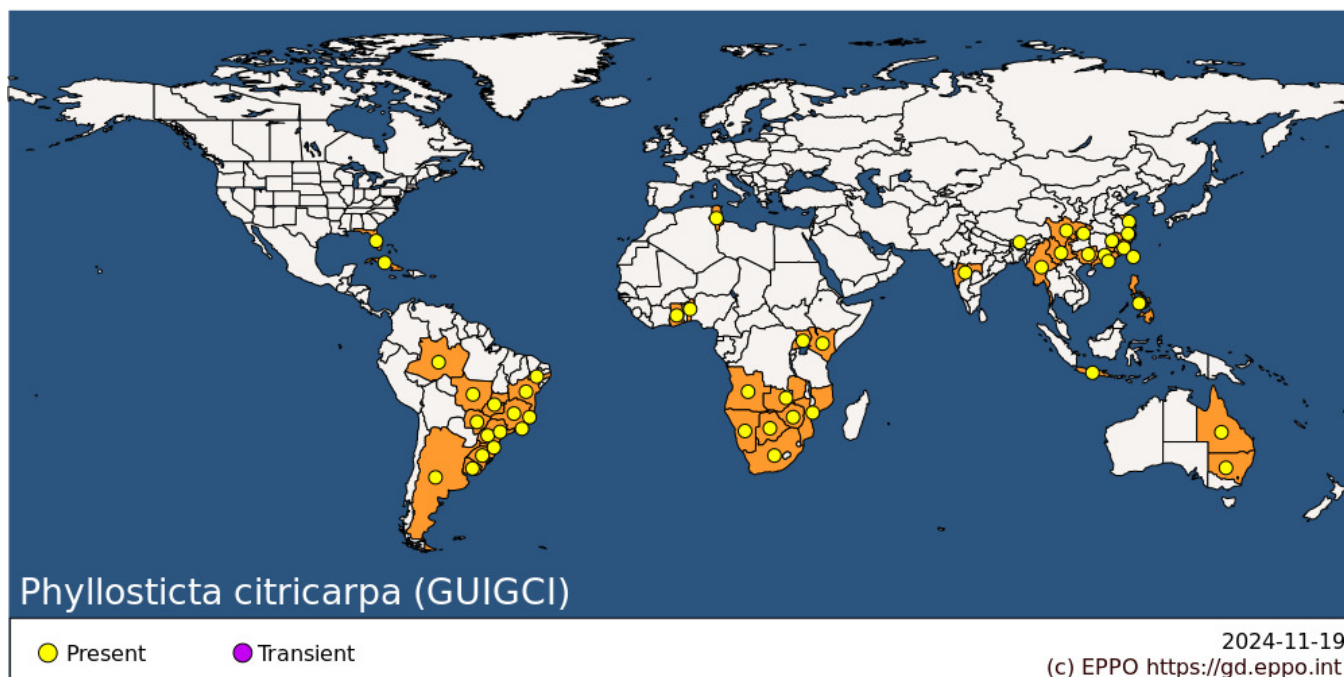 Phyllosticta citricarpa (GUIGCI)
Present
Transient
2024-11-19
(c) EPPO https://gd.eppo.int